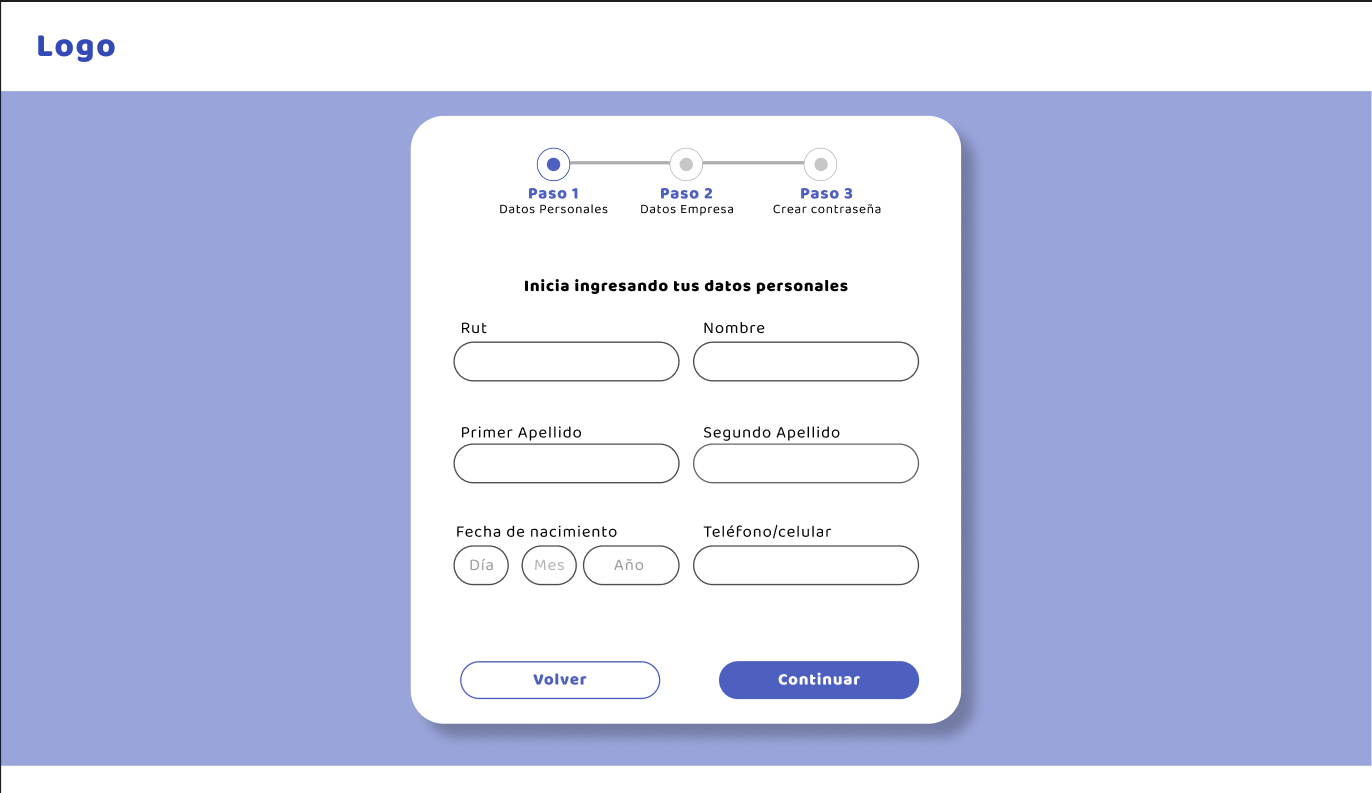 Logo
Paso 1 Paso 2 Paso 3
Datos Personales Datos Empresa Crear contraseña
Inicia ingresando tus datos personales
Rut Nombre
Primer Apellido Segundo Apellido
Fecha de nacimiento Teléfono/celular
Día Mes Año
Volver Continuar